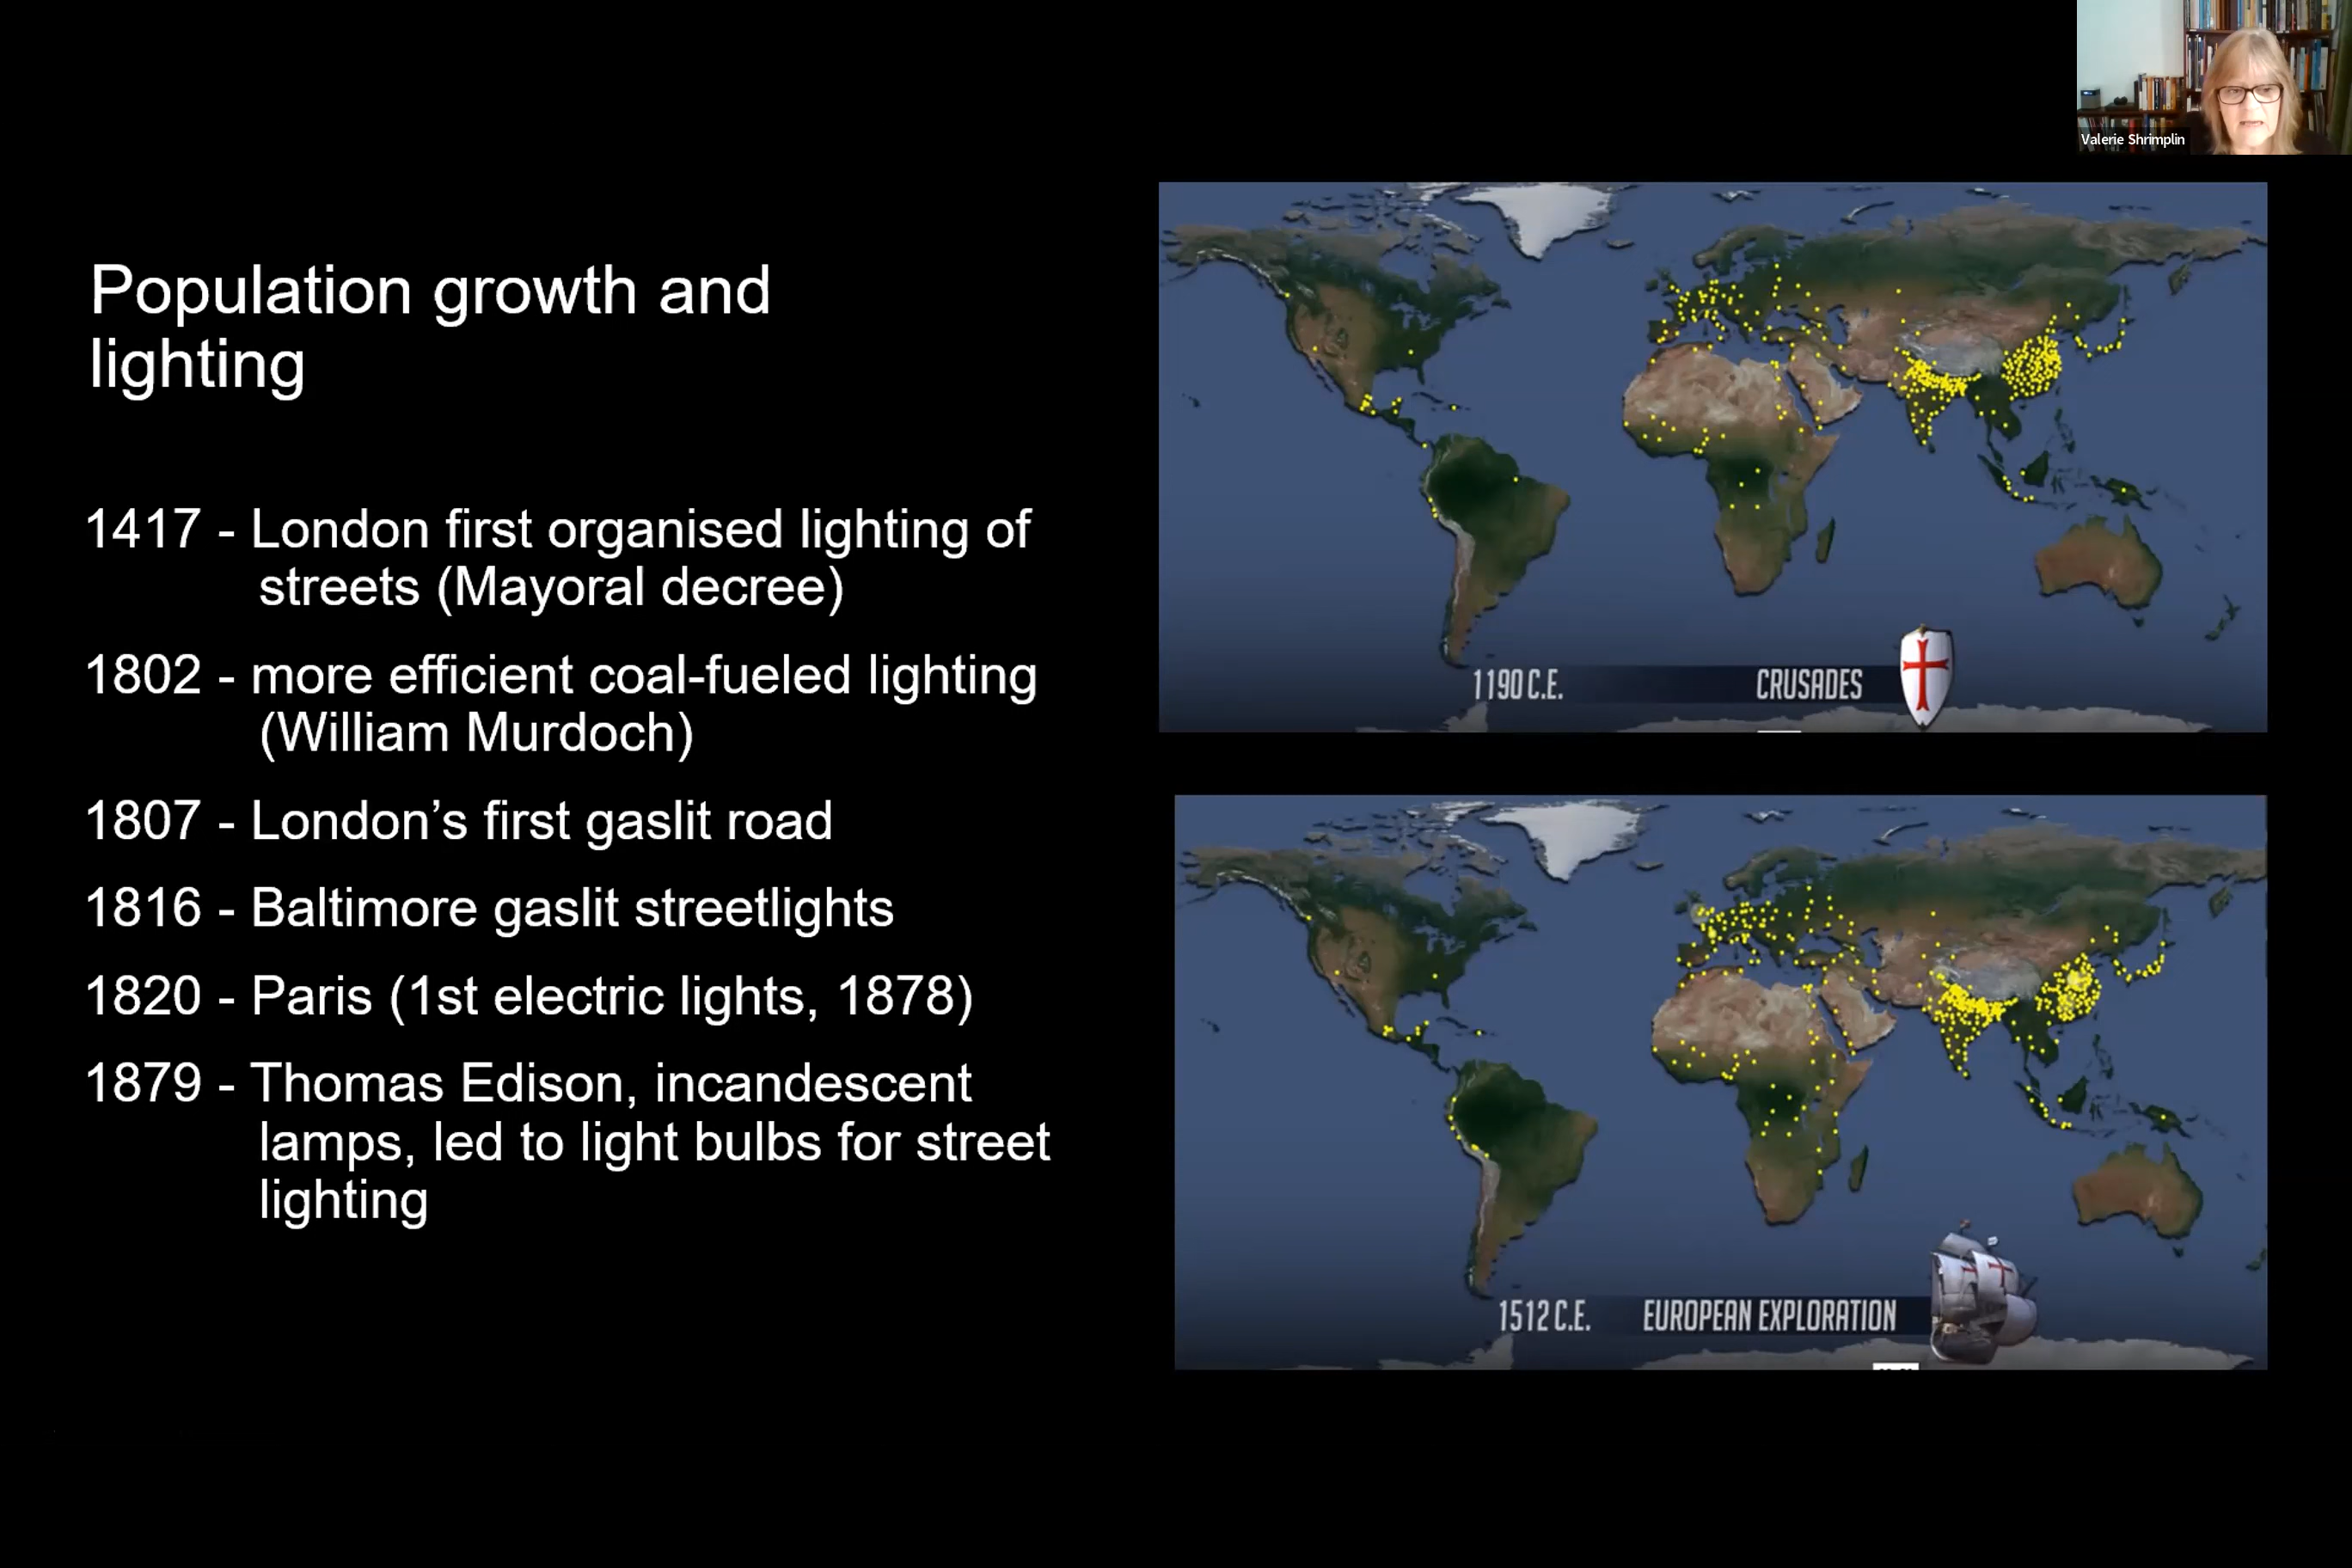 Valerie Shrimplin
Population growth and
lighting
1417 - London first organised lighting of
streets (Mayoral decree)
1802 - more efficient coal-fueled lighting
(William Murdoch)
1807 - London’s first gaslit road
1816 - Baltimore gaslit streetlights
1820 - Paris (1st electric lights, 1878)
1879 - Thomas Edison, incandescent
lamps, led to light bulbs for street
lighting
1190 C.E. CRUSADES
1512 C.E. EUROPEAN EXPLORATION